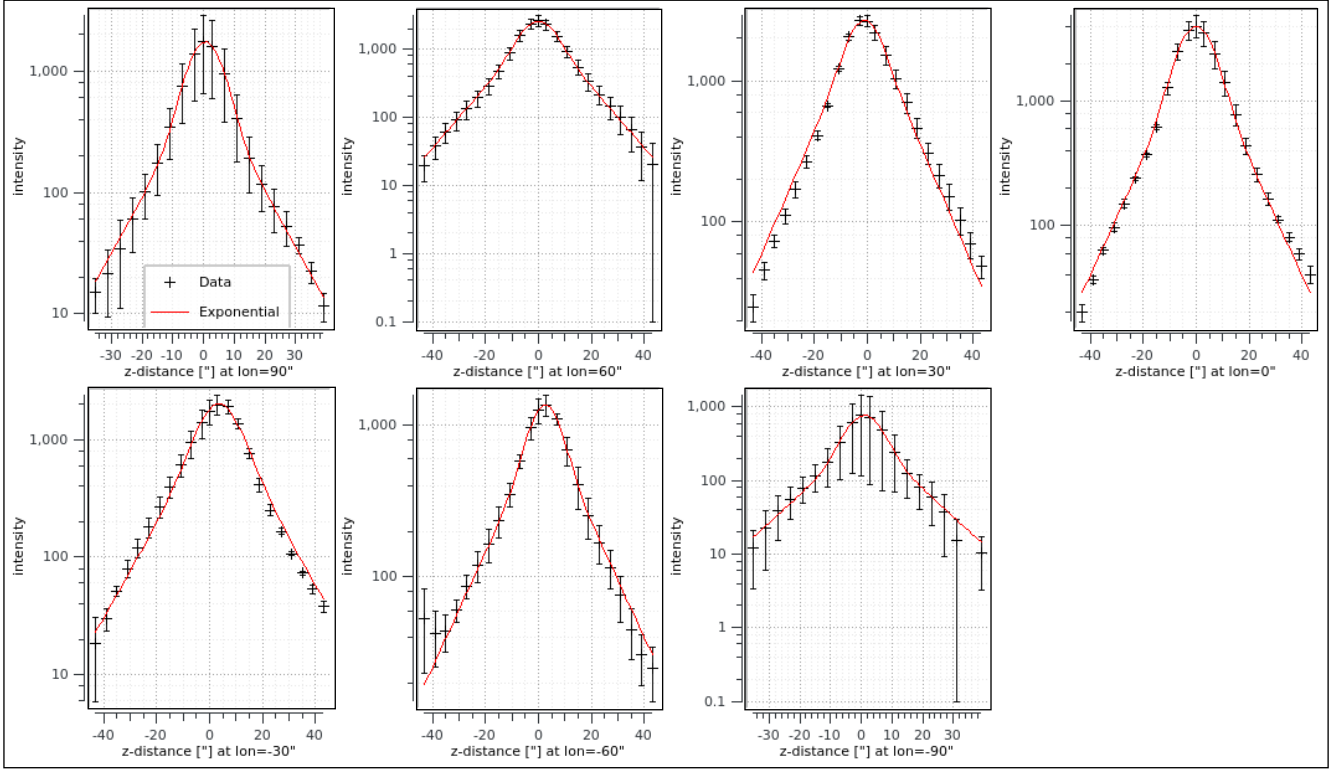 intensity
1,000
100
10
-30 -20 -10 0 10 20 30
z-distance ["] at lon=90"
Data
Exponential
intensity
1,000
100
10
1
0.1
-40 -20 0 20 40
z-distance ["] at lon=60"
intensity
1,000
100
-40 -20 0 20 40
z-distance ["] at lon=30"
intensity
1,000
100
-40 -20 0 20 40
z-distance ["] at lon=0"
intensity
1,000
100
10
-40 -20 0 20 40
z-distance ["] at lon=-30"
intensity
1,000
100
-40 -20 0 20 40
z-distance ["] at lon=-60"
intensity
1,000
100
10
1
0.1
-30 -20 -10 0 10 20 30
z-distance ["] at lon=-90"